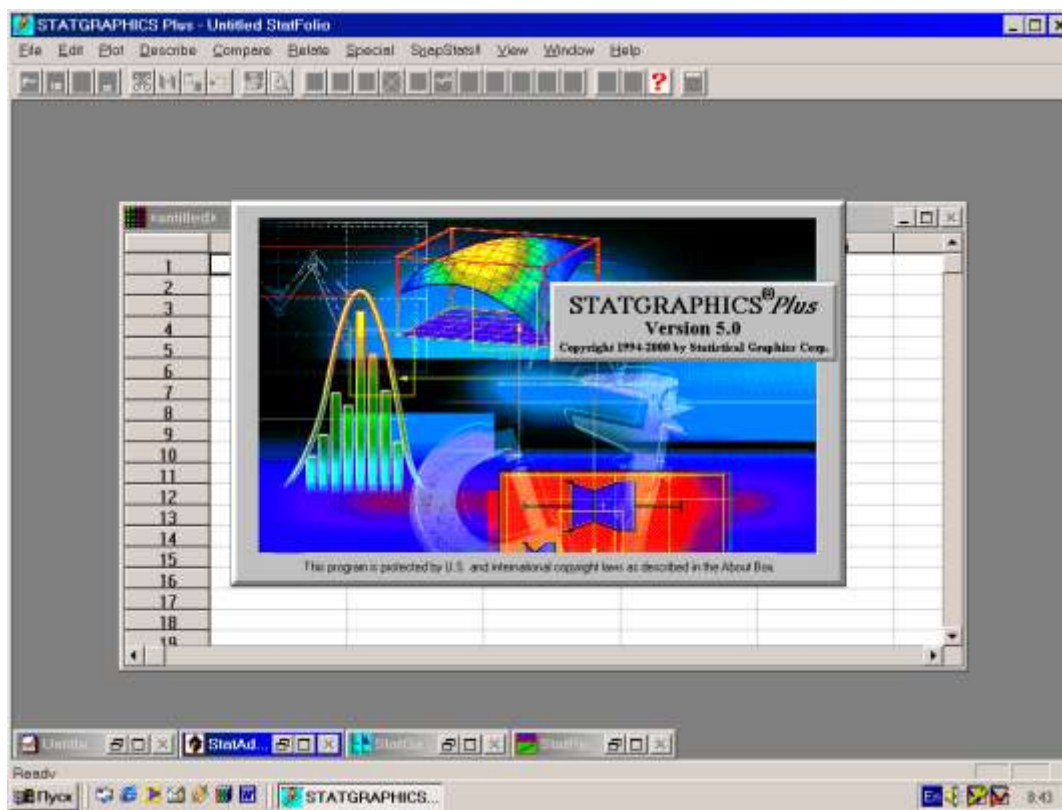 STATGRAPHICS Plus - Untitled StatFolio
File Edit Plot Describe Compare Relate Special SnapStats!! View Window Help
<untitled>
STATGRAPHICS® Plus
Version 5.0
Copyright 1994-2000 by Statistical Graphics Corp.
1
2
3
4
5
6
7
8
9
10
11
12
13
14
15
16
17
18
19
This program is protected by U.S. and international copyright laws as described in the About Box.
StatAd...
Ready
Пуск STATGRAPHICS... En 8:43